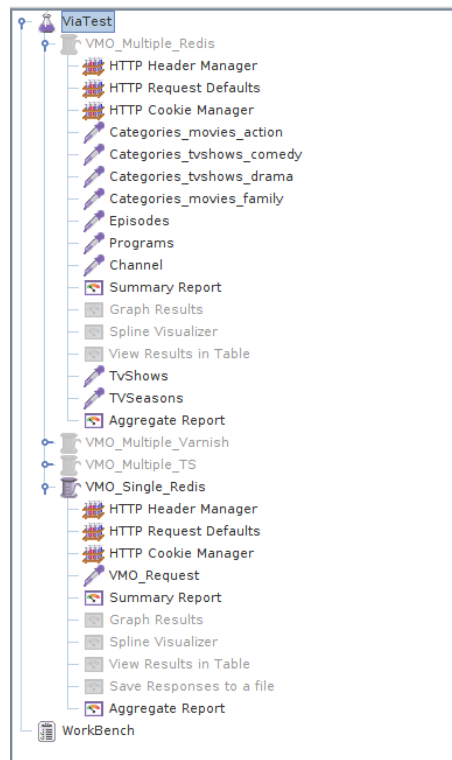 ViaTest
VMO_Multiple_Redis
HTTP Header Manager
HTTP Request Defaults
HTTP Cookie Manager
Categories_movies_action
Categories_tvshows_comedy
Categories_tvshows_drama
Categories_movies_family
Episodes
Programs
Channel
Summary Report
Graph Results
Spline Visualizer
View Results in Table
TvShows
TVSeasons
Aggregate Report
VMO_Multiple_Varnish
VMO_Multiple_TS
VMO_Single_Redis
HTTP Header Manager
HTTP Request Defaults
HTTP Cookie Manager
VMO_Request
Summary Report
Graph Results
Spline Visualizer
View Results in Table
Save Responses to a file
Aggregate Report
WorkBench